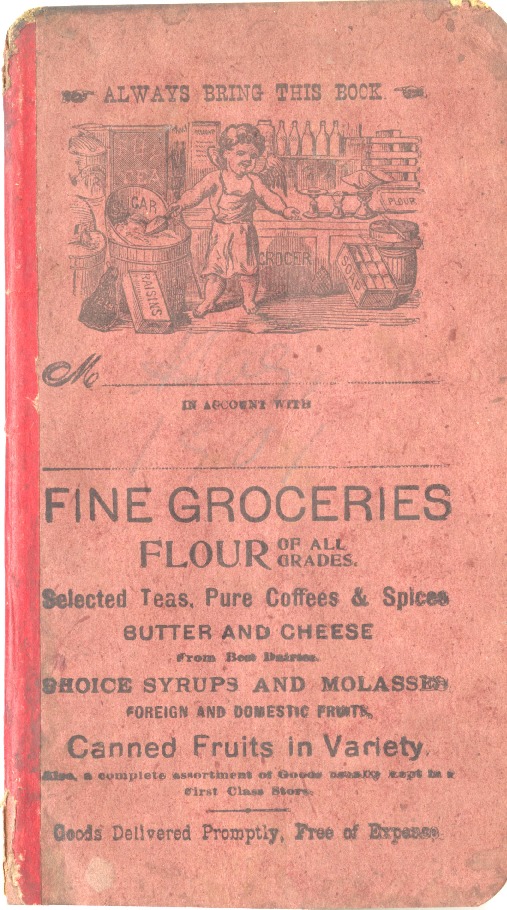 ALWAYS BRING THIS BOOK
TEA
SUGAR
FLOUR
GROCER
RAISINS
SOAP
M
IN ACCOUNT WITH
FINE GROCERIES
FLOUR OF ALL GRADES.
Selected Teas, Pure Coffees & Spices
BUTTER AND CHEESE
From Best Dairies.
CHOICE SYRUPS AND MOLASSES
FOREIGN AND DOMESTIC FRUITS,
Canned Fruits in Variety.
Also, a complete assortment of Goods usually kept in a
First Class Store.
Goods Delivered Promptly, Free of Expense.